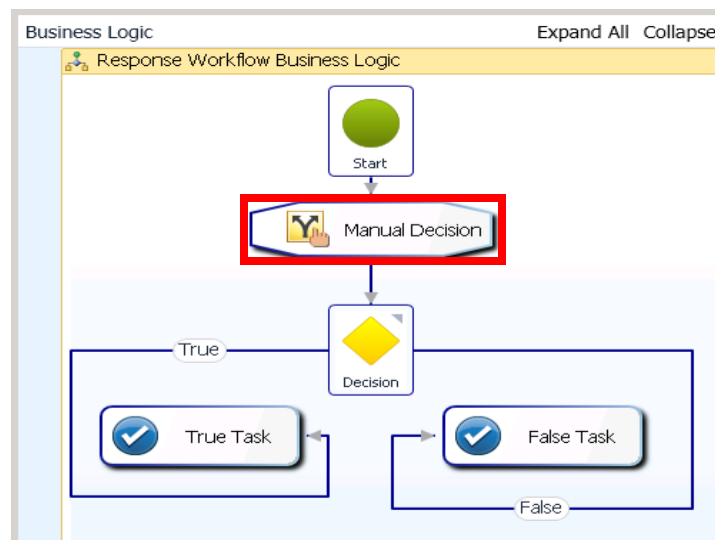 Business Logic
Expand All Collapse
Response Workflow Business Logic
Start
Manual Decision
True
Decision
True Task
False Task
False